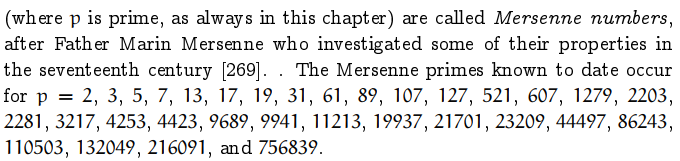 (where p is prime, as always in this chapter) are called Mersenne numbers,
after Father Marin Mersenne who investigated some of their properties in
the seventeenth century [269]. . The Mersenne primes known to date occur
for p = 2, 3, 5, 7, 13, 17, 19, 31, 61, 89, 107, 127, 521, 607, 1279, 2203,
2281, 3217, 4253, 4423, 9689, 9941, 11213, 19937, 21701, 23209, 44497, 86243,
110503, 132049, 216091, and 756839.